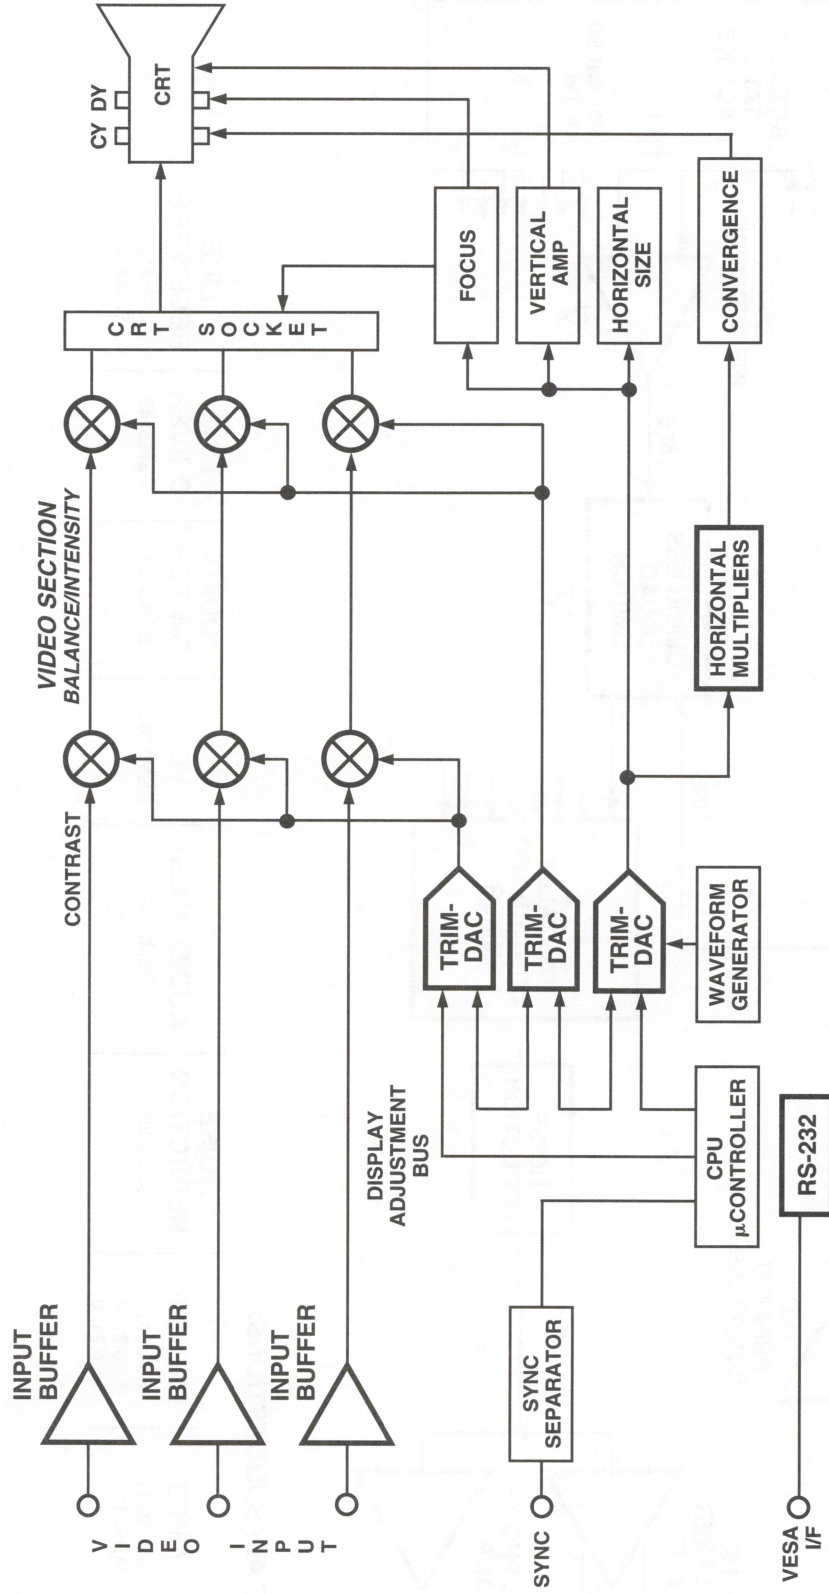 VIDEO INPUT
INPUT
BUFFER
INPUT
BUFFER
INPUT
BUFFER
CONTRAST
VIDEO SECTION
BALANCE/INTENSITY
CRT SOCKET
CY DY
CRT
DISPLAY
ADJUSTMENT
BUS
TRIM-
DAC
TRIM-
DAC
TRIM-
DAC
FOCUS
VERTICAL
AMP
HORIZONTAL
SIZE
CONVERGENCE
HORIZONTAL
MULTIPLIERS
WAVEFORM
GENERATOR
SYNC
SYNC
SEPARATOR
CPU
µCONTROLLER
VESA
I/F
RS-232